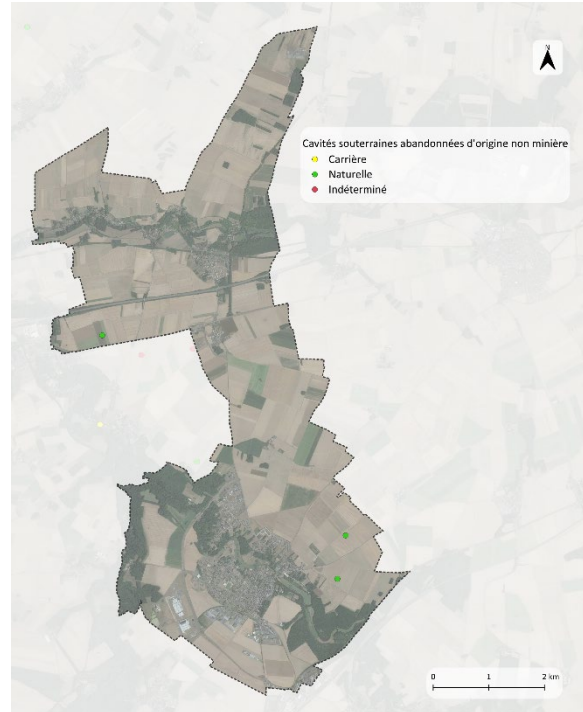 N
Cavités souterraines abandonnées d'origine non minière
Carrière
Naturelle
Indéterminé
0 1 2 km